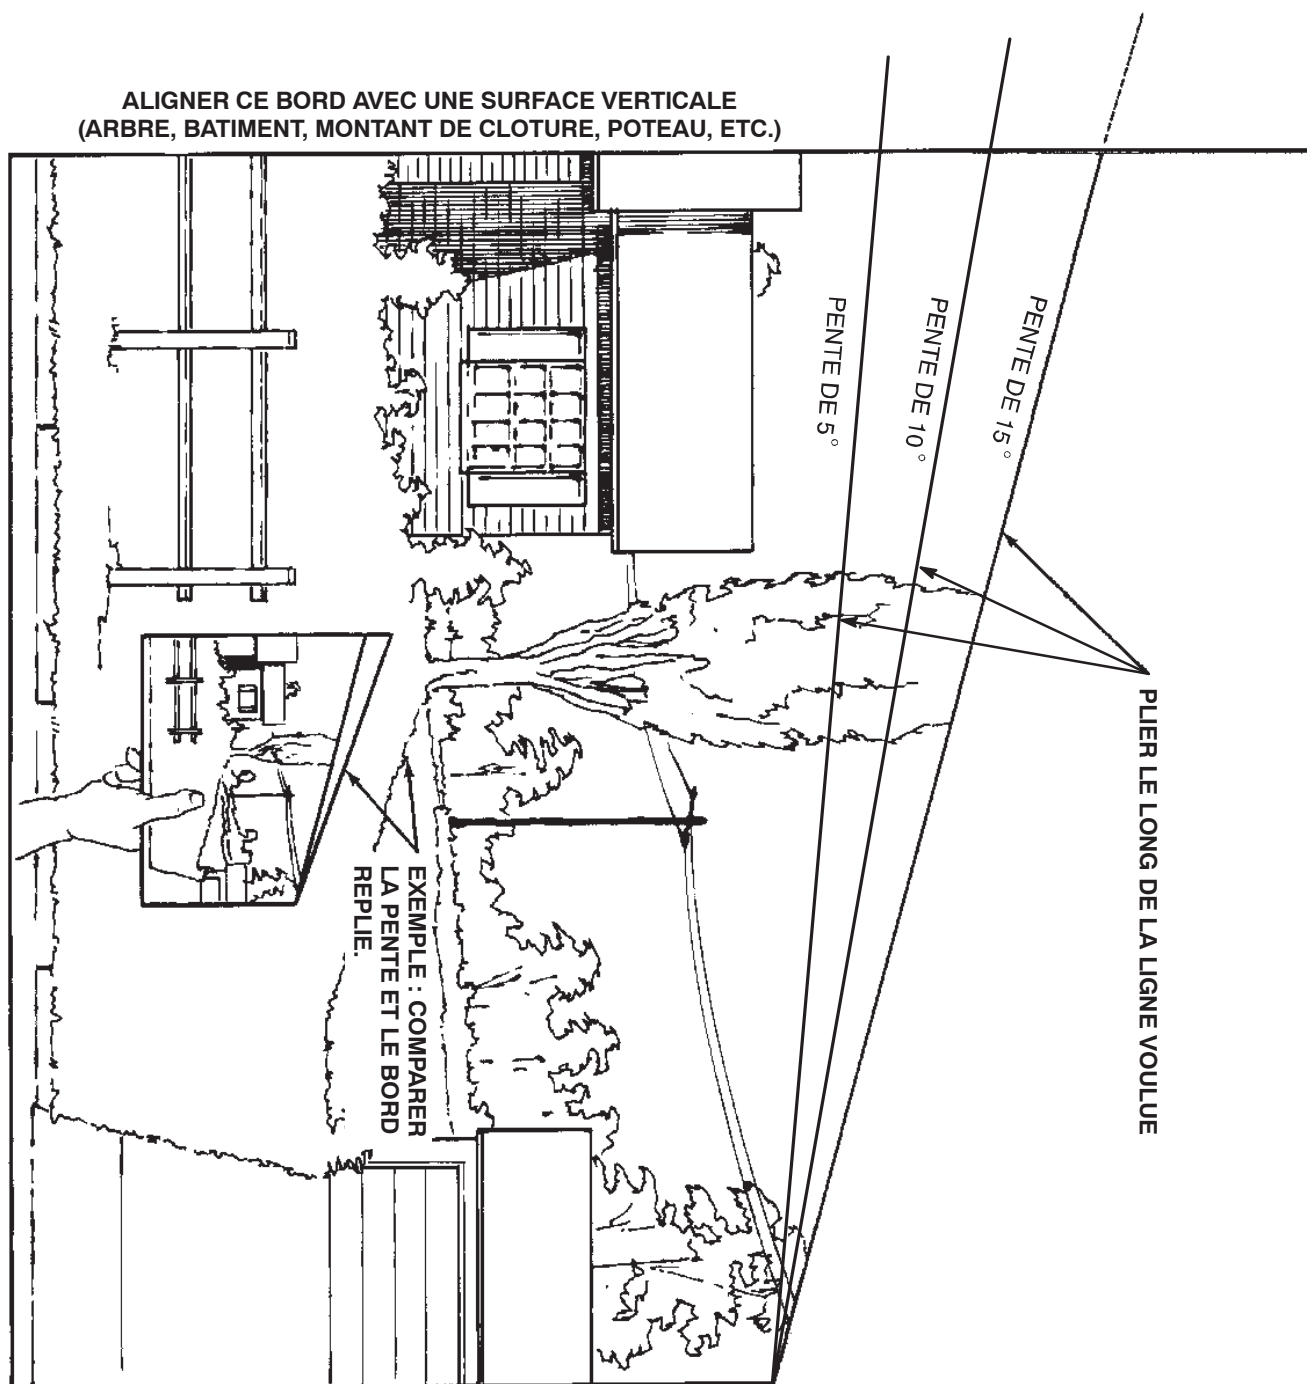 ALIGNER CE BORD AVEC UNE SURFACE VERTICALE
(ARBRE, BATIMENT, MONTANT DE CLOTURE, POTEAU, ETC.)
PENTE DE 5°
PENTE DE 10°
PENTE DE 15°
PLIER LE LONG DE LA LIGNE VOULUE
EXEMPLE : COMPARER
LA PENTE ET LE BORD
REPLIE.